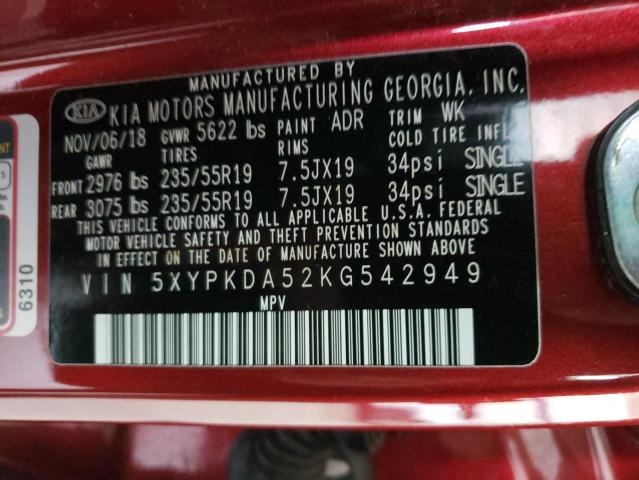 MANUFACTURED BY
KIA KIA MOTORS MANUFACTURING GEORGIA, INC.
NOV/06/18 GVWR 5622 lbs PAINT ADR TRIM WK
GAWR TIRES RIMS COLD TIRE INFL
FRONT 2976 lbs 235/55R19 7.5JX19 34psi SINGLE
REAR 3075 lbs 235/55R19 7.5JX19 34psi SINGLE
THIS VEHICLE CONFORMS TO ALL APPLICABLE U.S.A. FEDERAL
MOTOR VEHICLE SAFETY AND THEFT PREVENTION STANDARDS
IN EFFECT ON THE DATE OF MANUFACTURE SHOWN ABOVE.
VIN 5XYPKDA52KG542949
MPV
6310